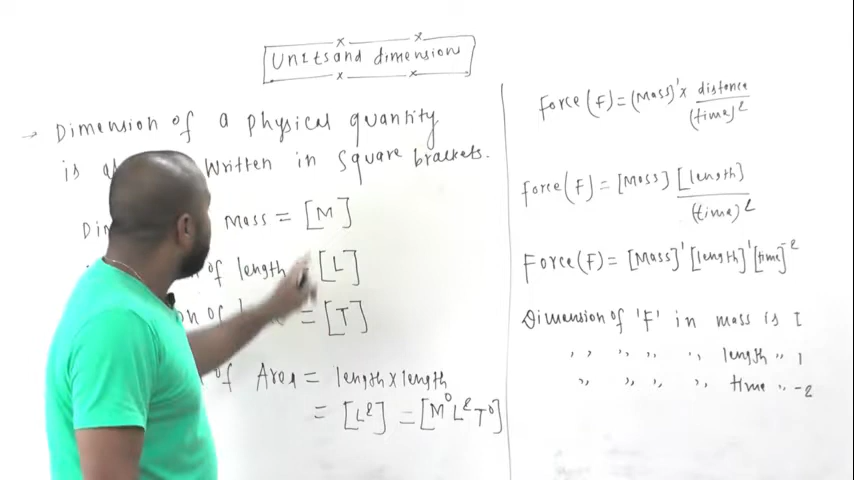 Units and dimension
→ Dimension of a physical quantity
is written in square brackets.
mass = [M]
of length = [L]
= [T]
of Area = length x length
= [L²] = [M⁰L²T⁰]
Force (F) = (Mass)¹ x distance
(time)²
force (F) = [Mass] [length]
(time)²
Force (F) = [Mass]¹ [length]¹ [time]⁻²
Dimension of 'F' in mass is 1
,, ,, ,, ,, length ,, 1
,, ,, ,, ,, time ,, -2